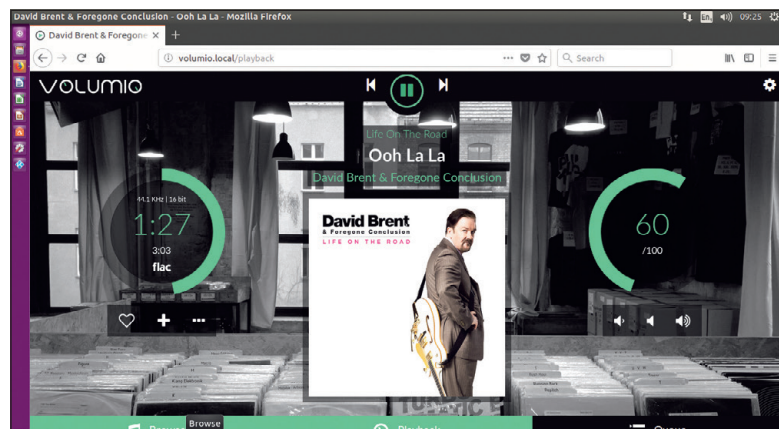 David Brent & Foregone Conclusion - Ooh La La - Mozilla Firefox
En
09:25
David Brent & Foregone
volumio.local/playback
Search
VOLUMIO
Life On The Road
Ooh La La
David Brent & Foregone Conclusion
44.1 KHz | 16 bit
1:27
3:03
flac
60
/100
David Brent
& Foregone Conclusion
LIFE ON THE ROAD
Browse
Browse
Playback
Queue